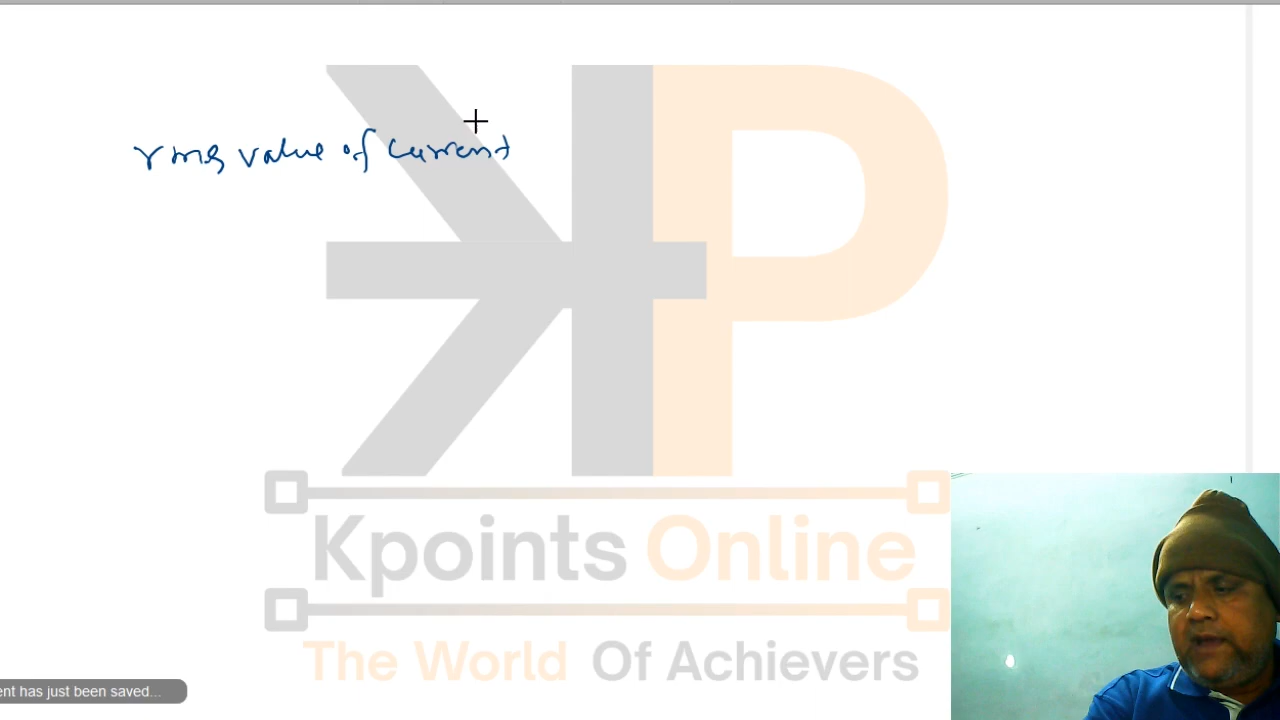 rms value of current
Kpoints Online
The World Of Achievers
ent has just been saved...